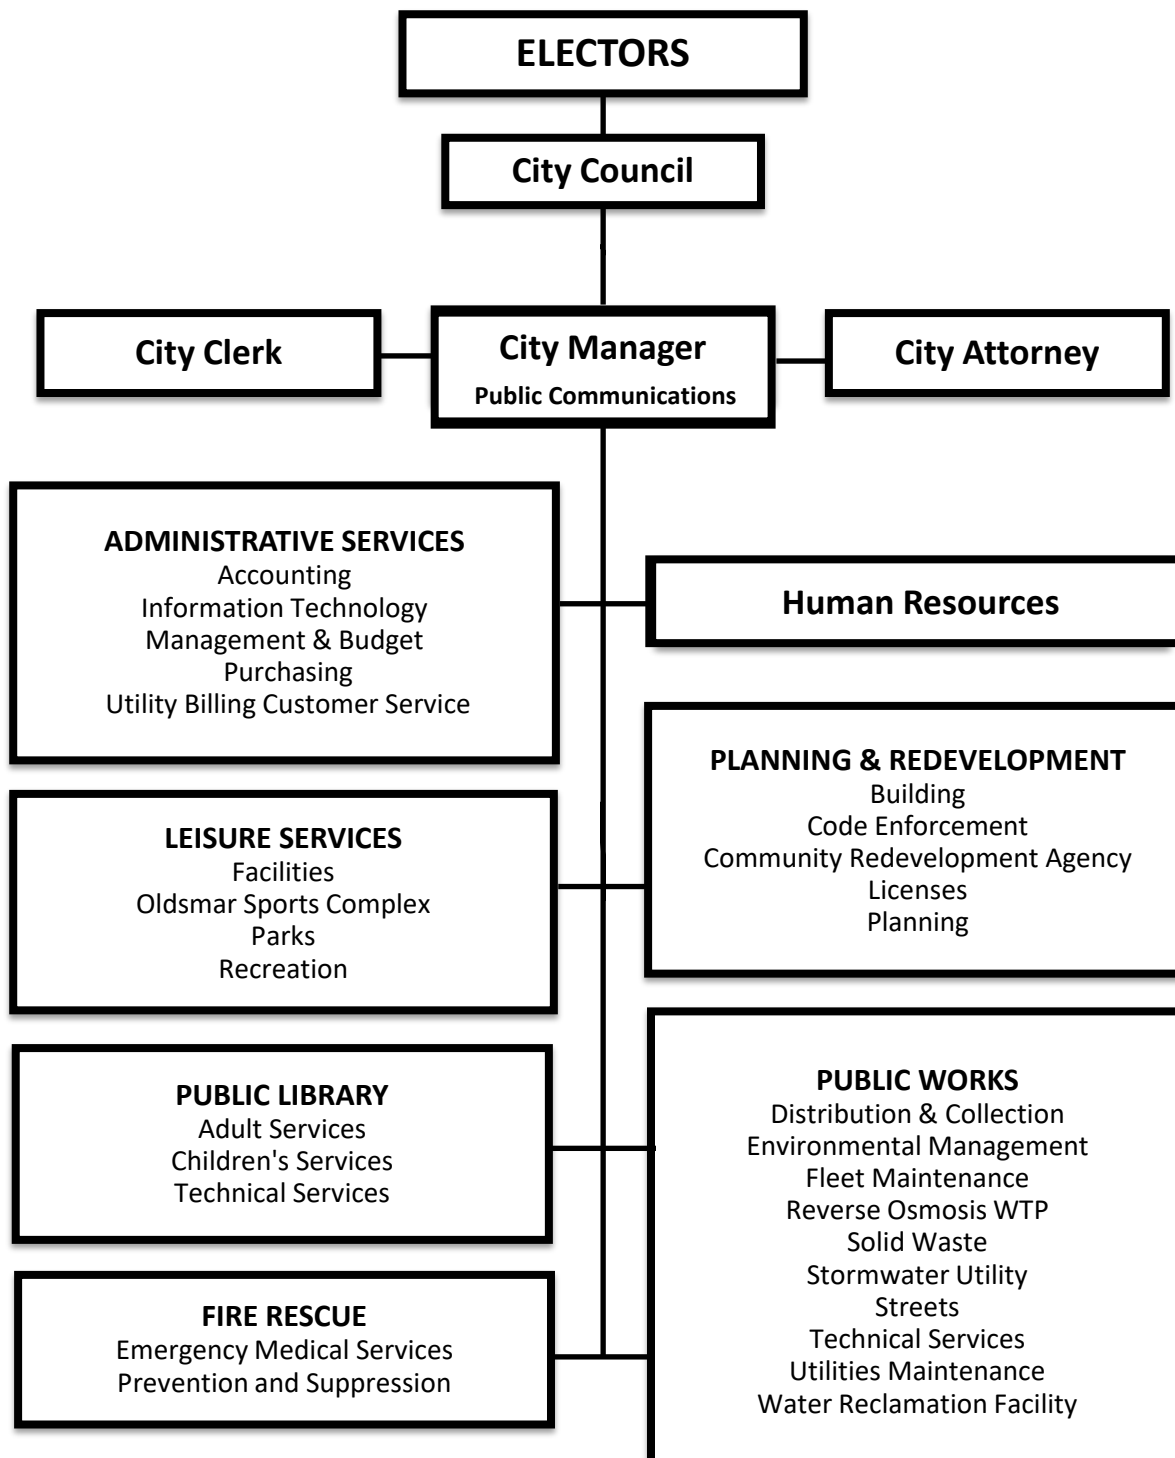 ELECTORS
City Council
City Clerk
City Manager
Public Communications
City Attorney
ADMINISTRATIVE SERVICES
Accounting
Information Technology
Management & Budget
Purchasing
Utility Billing Customer Service
Human Resources
PLANNING & REDEVELOPMENT
Building
Code Enforcement
Community Redevelopment Agency
Licenses
Planning
LEISURE SERVICES
Facilities
Oldsmar Sports Complex
Parks
Recreation
PUBLIC LIBRARY
Adult Services
Children's Services
Technical Services
PUBLIC WORKS
Distribution & Collection
Environmental Management
Fleet Maintenance
Reverse Osmosis WTP
Solid Waste
Stormwater Utility
Streets
Technical Services
Utilities Maintenance
Water Reclamation Facility
FIRE RESCUE
Emergency Medical Services
Prevention and Suppression